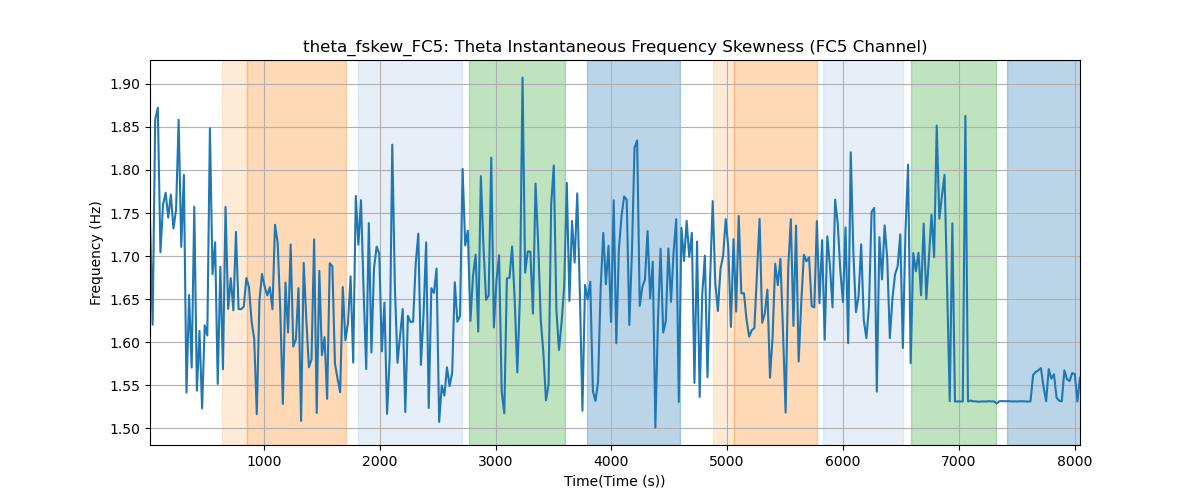 theta_fskew_FC5: Theta Instantaneous Frequency Skewness (FC5 Channel)
Frequency (Hz)
1.90
1.85
1.80
1.75
1.70
1.65
1.60
1.55
1.50
1000 2000 3000 4000 5000 6000 7000 8000
Time(Time (s))